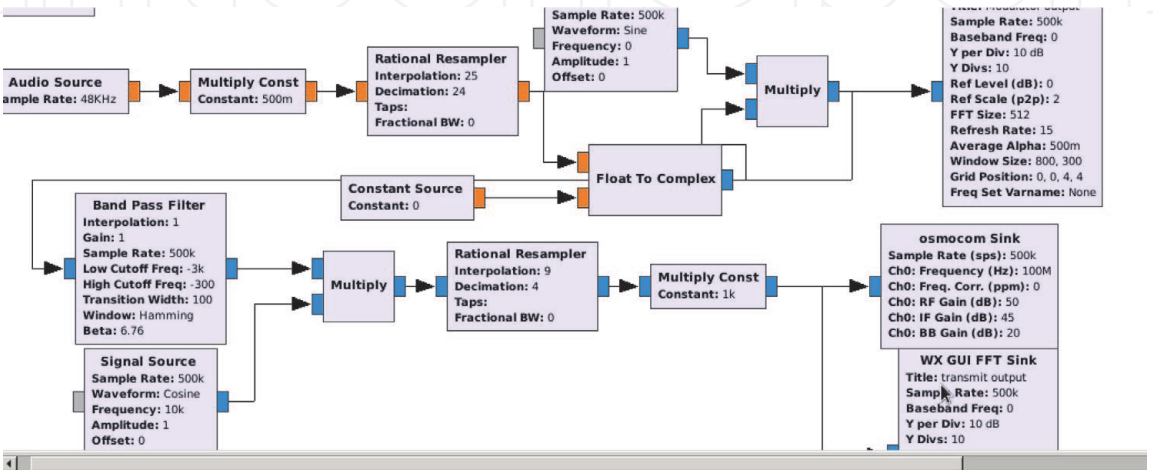 Audio Source
ample Rate: 48KHz
Multiply Const
Constant: 500m
Rational Resampler
Interpolation: 25
Decimation: 24
Taps:
Fractional BW: 0
Sample Rate: 500k
Waveform: Sine
Frequency: 0
Amplitude: 1
Offset: 0
Multiply
Title: Modulator output
Sample Rate: 500k
Baseband Freq: 0
Y per Div: 10 dB
Y Divs: 10
Ref Level (dB): 0
Ref Scale (p2p): 2
FFT Size: 512
Refresh Rate: 15
Average Alpha: 500m
Window Size: 800, 300
Grid Position: 0, 0, 4, 4
Freq Set Varname: None
Constant Source
Constant: 0
Float To Complex
Band Pass Filter
Interpolation: 1
Gain: 1
Sample Rate: 500k
Low Cutoff Freq: -3k
High Cutoff Freq: -300
Transition Width: 100
Window: Hamming
Beta: 6.76
Multiply
Rational Resampler
Interpolation: 9
Decimation: 4
Taps:
Fractional BW: 0
Multiply Const
Constant: 1k
osmocom Sink
Sample Rate (sps): 500k
Ch0: Frequency (Hz): 100M
Ch0: Freq. Corr. (ppm): 0
Ch0: RF Gain (dB): 50
Ch0: IF Gain (dB): 45
Ch0: BB Gain (dB): 20
Signal Source
Sample Rate: 500k
Waveform: Cosine
Frequency: 10k
Amplitude: 1
Offset: 0
WX GUI FFT Sink
Title: transmit output
Sample Rate: 500k
Baseband Freq: 0
Y per Div: 10 dB
Y Divs: 10